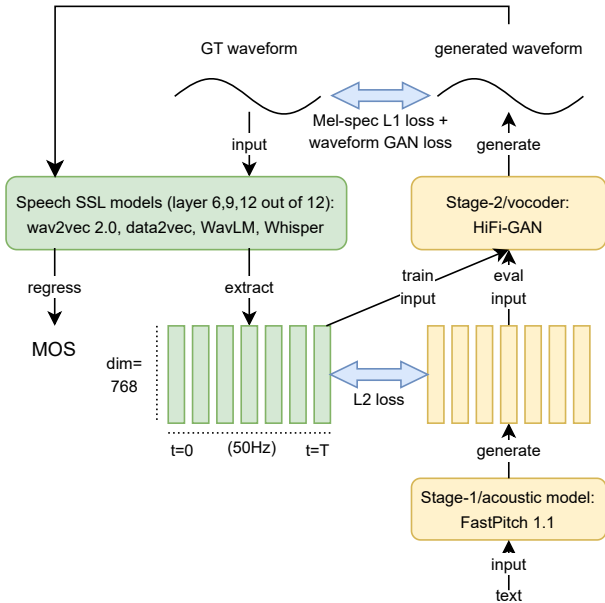 GT waveform
generated waveform
Mel-spec L1 loss +
waveform GAN loss
input
generate
Speech SSL models (layer 6,9,12 out of 12):
wav2vec 2.0, data2vec, WavLM, Whisper
Stage-2/vocoder:
HiFi-GAN
regress
extract
train
input
eval
input
MOS
dim=
768
L2 loss
t=0
(50Hz)
t=T
generate
Stage-1/acoustic model:
FastPitch 1.1
input
text